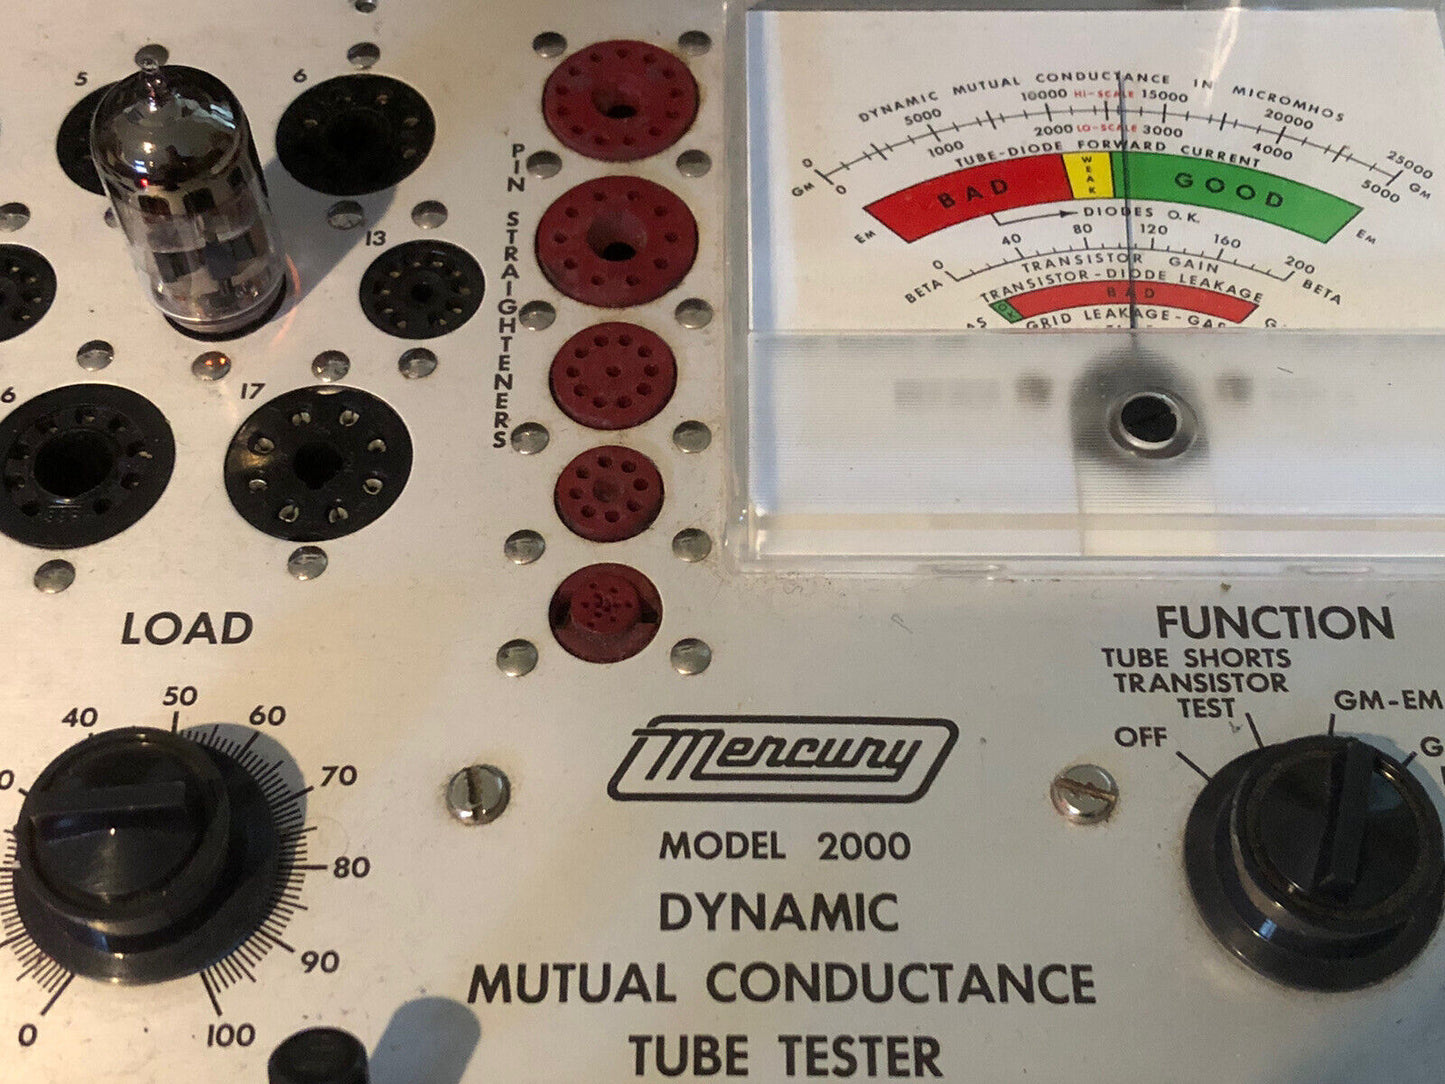 5
6
13
6
17
PIN STRAIGHTENERS
DYNAMIC MUTUAL CONDUCTANCE IN MICROMHOS
0 5000 10000 HI-SCALE 15000 20000 25000
GM 0 1000 2000 LO-SCALE 3000 4000 5000 GM
TUBE-DIODE FORWARD CURRENT
BAD WEAK GOOD
EM DIODES O.K. EM
BETA 0 40 80 120 160 200 BETA
TRANSISTOR GAIN
TRANSISTOR-DIODE LEAKAGE
BAD
GRID LEAKAGE-GAS
LOAD
0 40 50 60 70 80 90 100
FUNCTION
TUBE SHORTS
TRANSISTOR
TEST
OFF
GM-EM
Mercury
MODEL 2000
DYNAMIC
MUTUAL CONDUCTANCE
TUBE TESTER